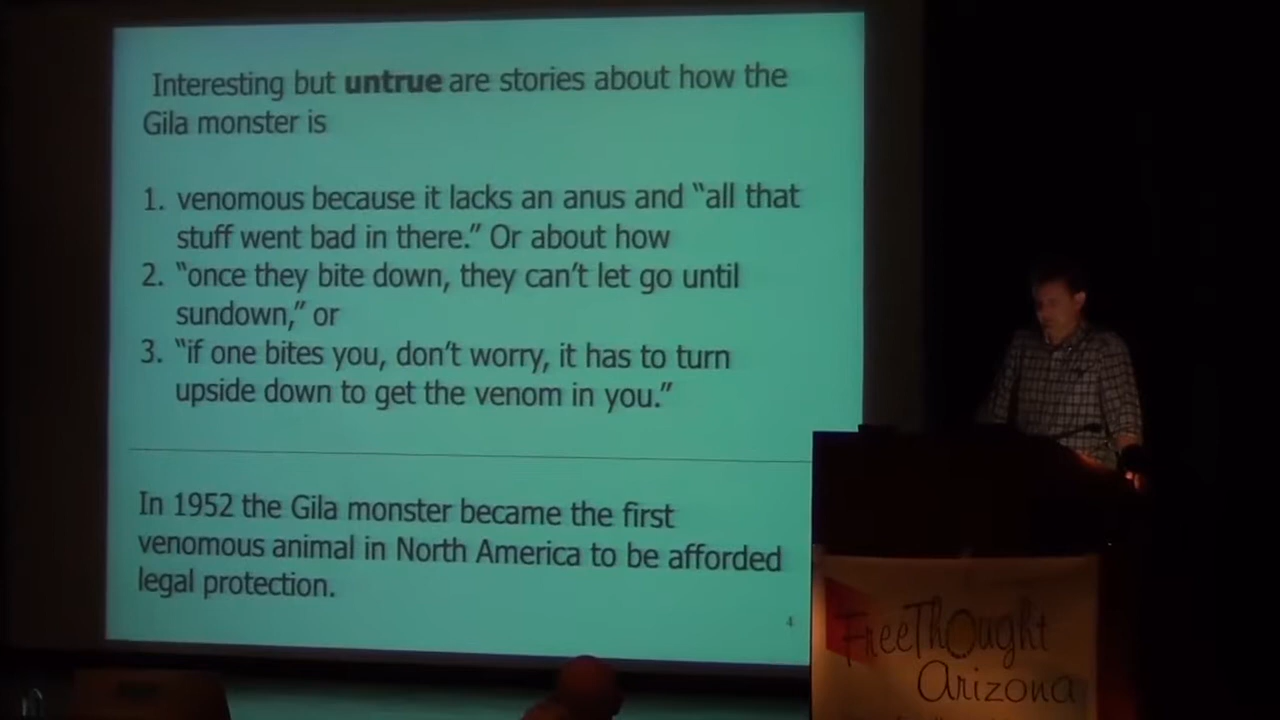 Interesting but untrue are stories about how the
Gila monster is
1. venomous because it lacks an anus and “all that
stuff went bad in there.” Or about how
2. “once they bite down, they can’t let go until
sundown,” or
3. “if one bites you, don’t worry, it has to turn
upside down to get the venom in you.”
In 1952 the Gila monster became the first
venomous animal in North America to be afforded
legal protection.
4
FreeThOught
Arizona